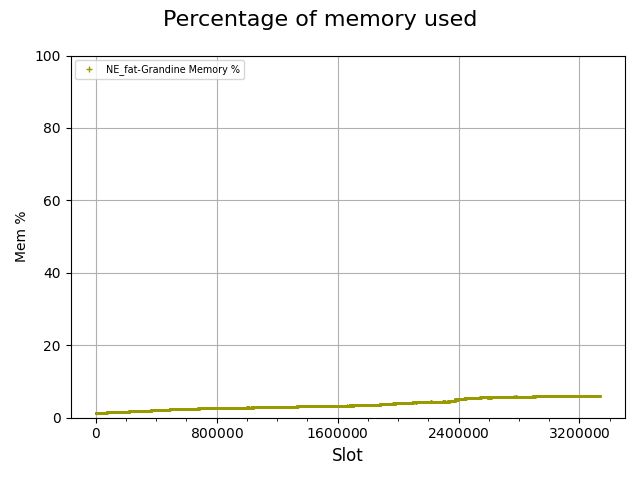 Percentage of memory used
NE_fat-Grandine Memory %
100
80
60
40
20
0
Mem %
0 800000 1600000 2400000 3200000
Slot